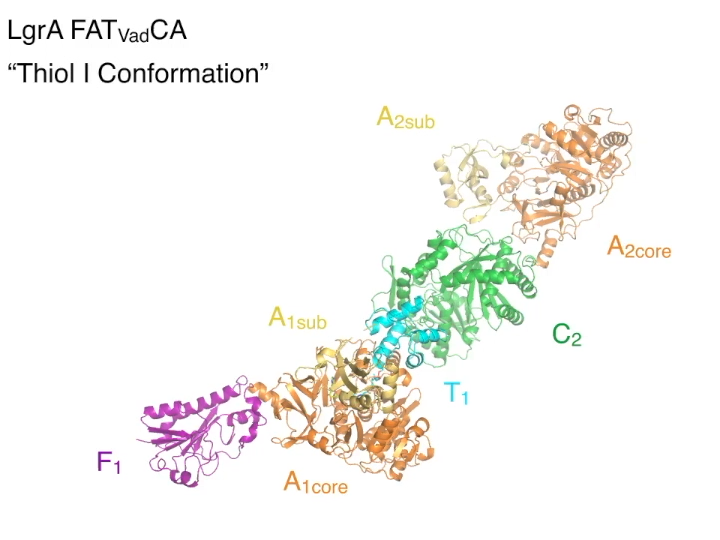 LgrA FATVadCA
“Thiol I Conformation”
A2sub
A2core
A1sub
C2
T1
F1
A1core